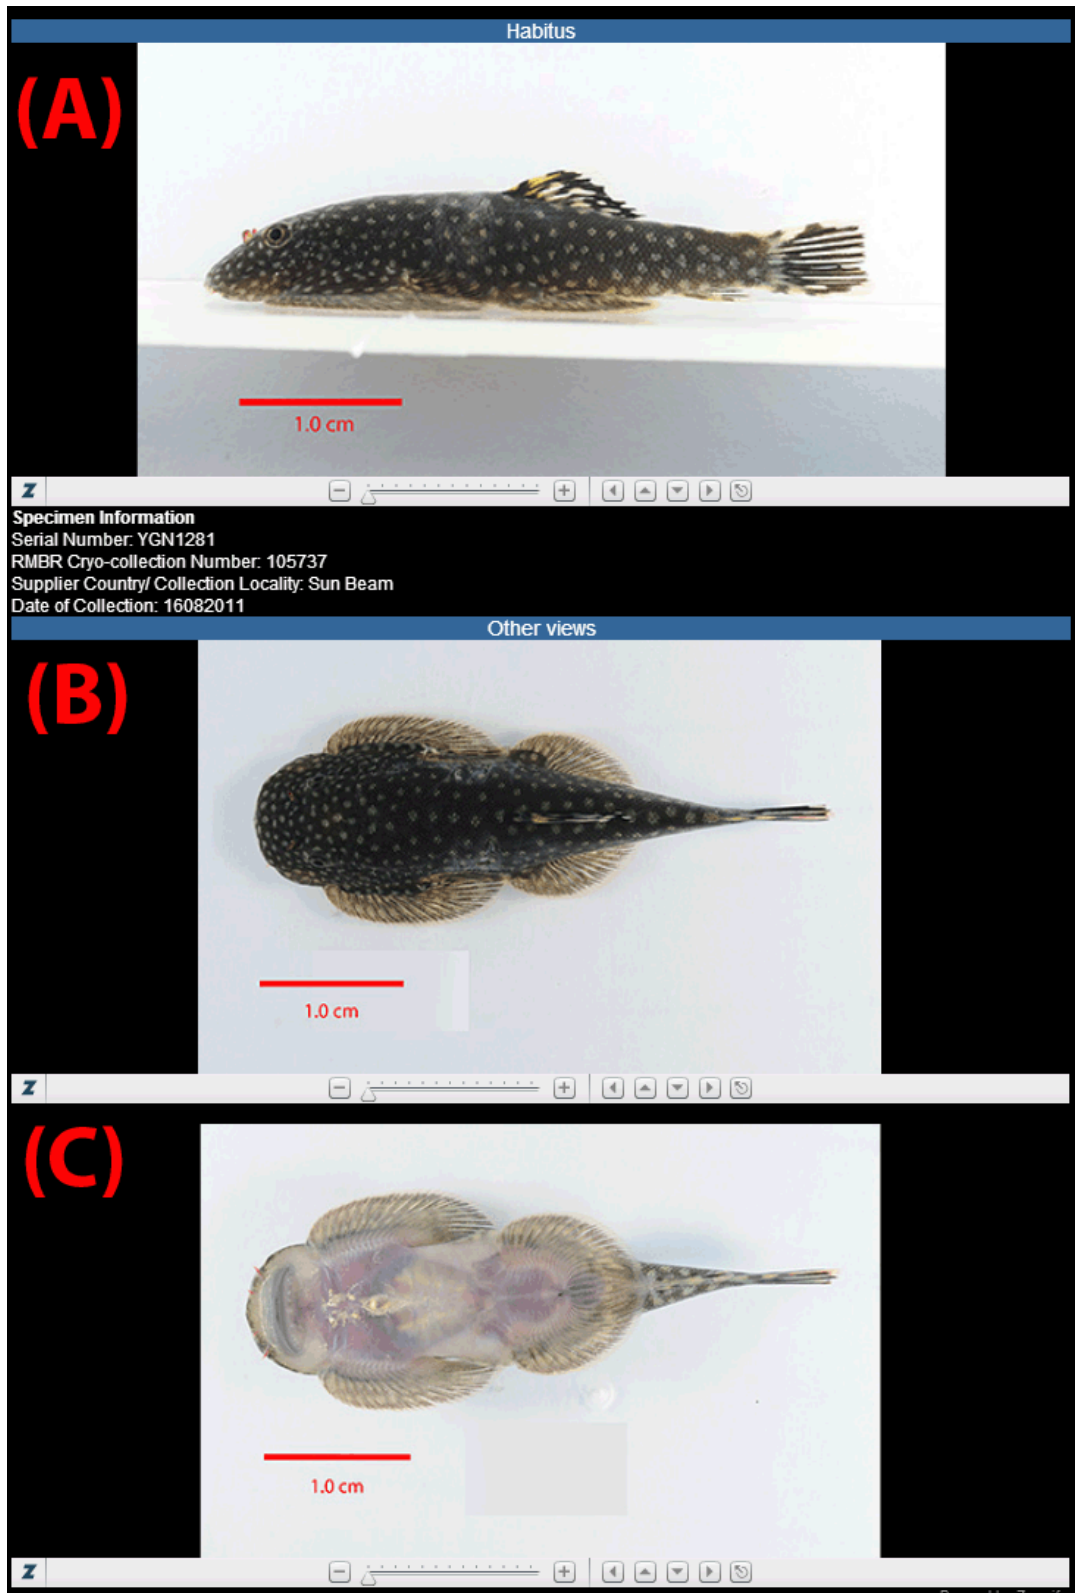 Habitus
(A)
1.0 cm
Z
Specimen Information
Serial Number: YGN1281
RMBR Cryo-collection Number: 105737
Supplier Country/ Collection Locality: Sun Beam
Date of Collection: 16082011
Other views
(B)
1.0 cm
Z
(C)
1.0 cm
Z